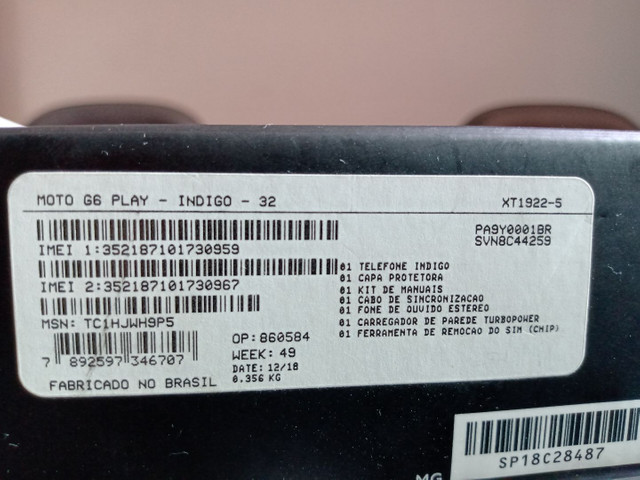 MOTO G6 PLAY - INDIGO - 32
XT1922-5
PA9Y0001BR
SVN8C44259
IMEI 1:352187101730959
IMEI 2:352187101730967
MSN: TC1HJWH9P5
7 892597 346707
FABRICADO NO BRASIL
OP:860584
WEEK: 49
DATE: 12/18
0.356 KG
01 TELEFONE INDIGO
01 CAPA PROTETORA
01 KIT DE MANUAIS
01 CABO DE SINCRONIZACAO
01 FONE DE OUVIDO ESTEREO
01 CARREGADOR DE PAREDE TURBOPOWER
01 FERRAMENTA DE REMOCAO DO SIM (CHIP)
SP18C28487
MG